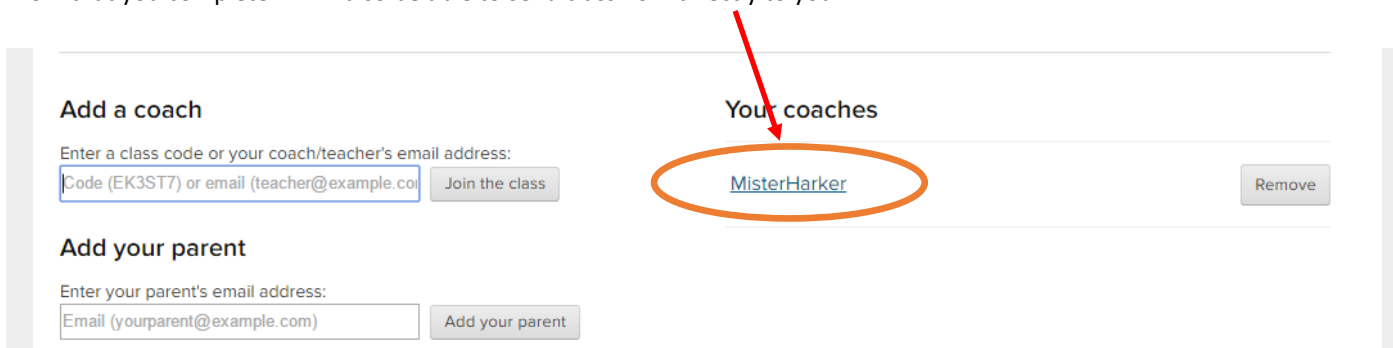 Add a coach
Enter a class code or your coach/teacher's email address:
Code (EK3ST7) or email (teacher@example.co
Join the class
Add your parent
Enter your parent's email address:
Email (yourparent@example.com)
Add your parent
Your coaches
MisterHarker
Remove